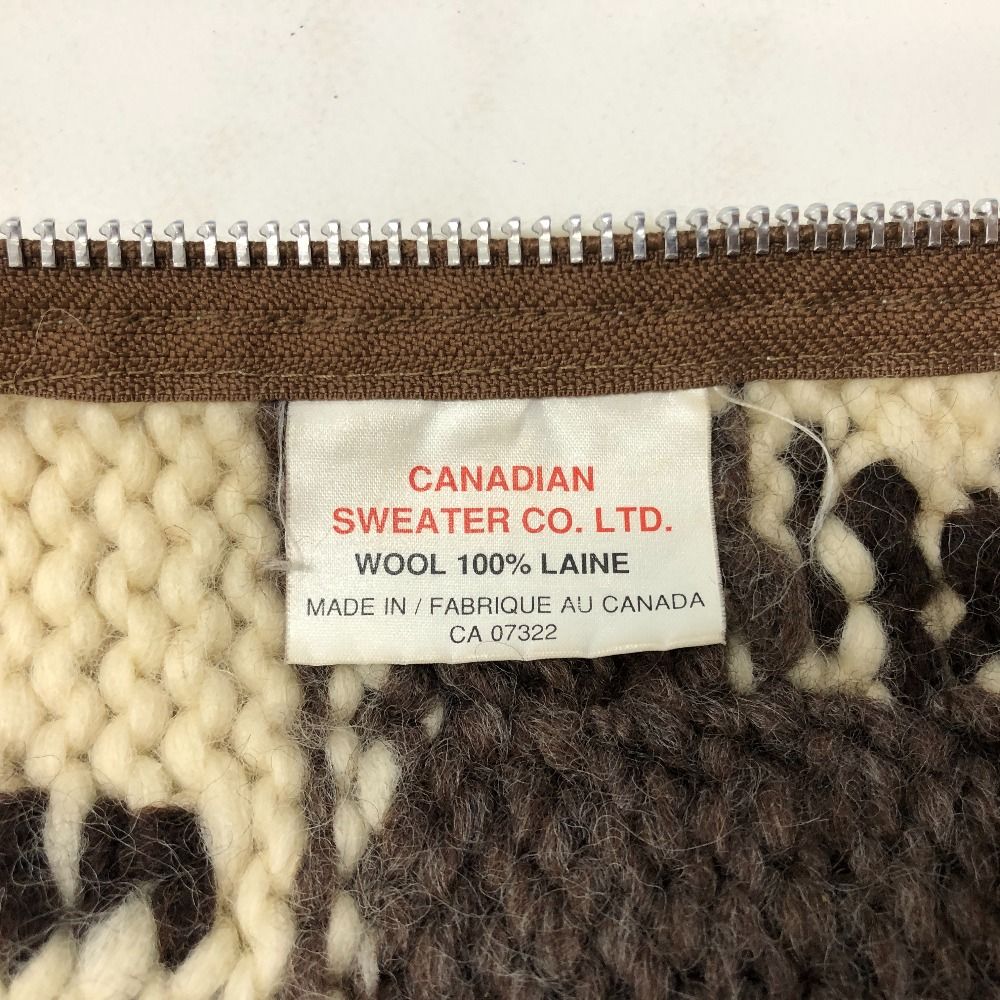 CANADIAN
SWEATER CO. LTD.
WOOL 100% LAINE
MADE IN / FABRIQUE AU CANADA
CA 07322